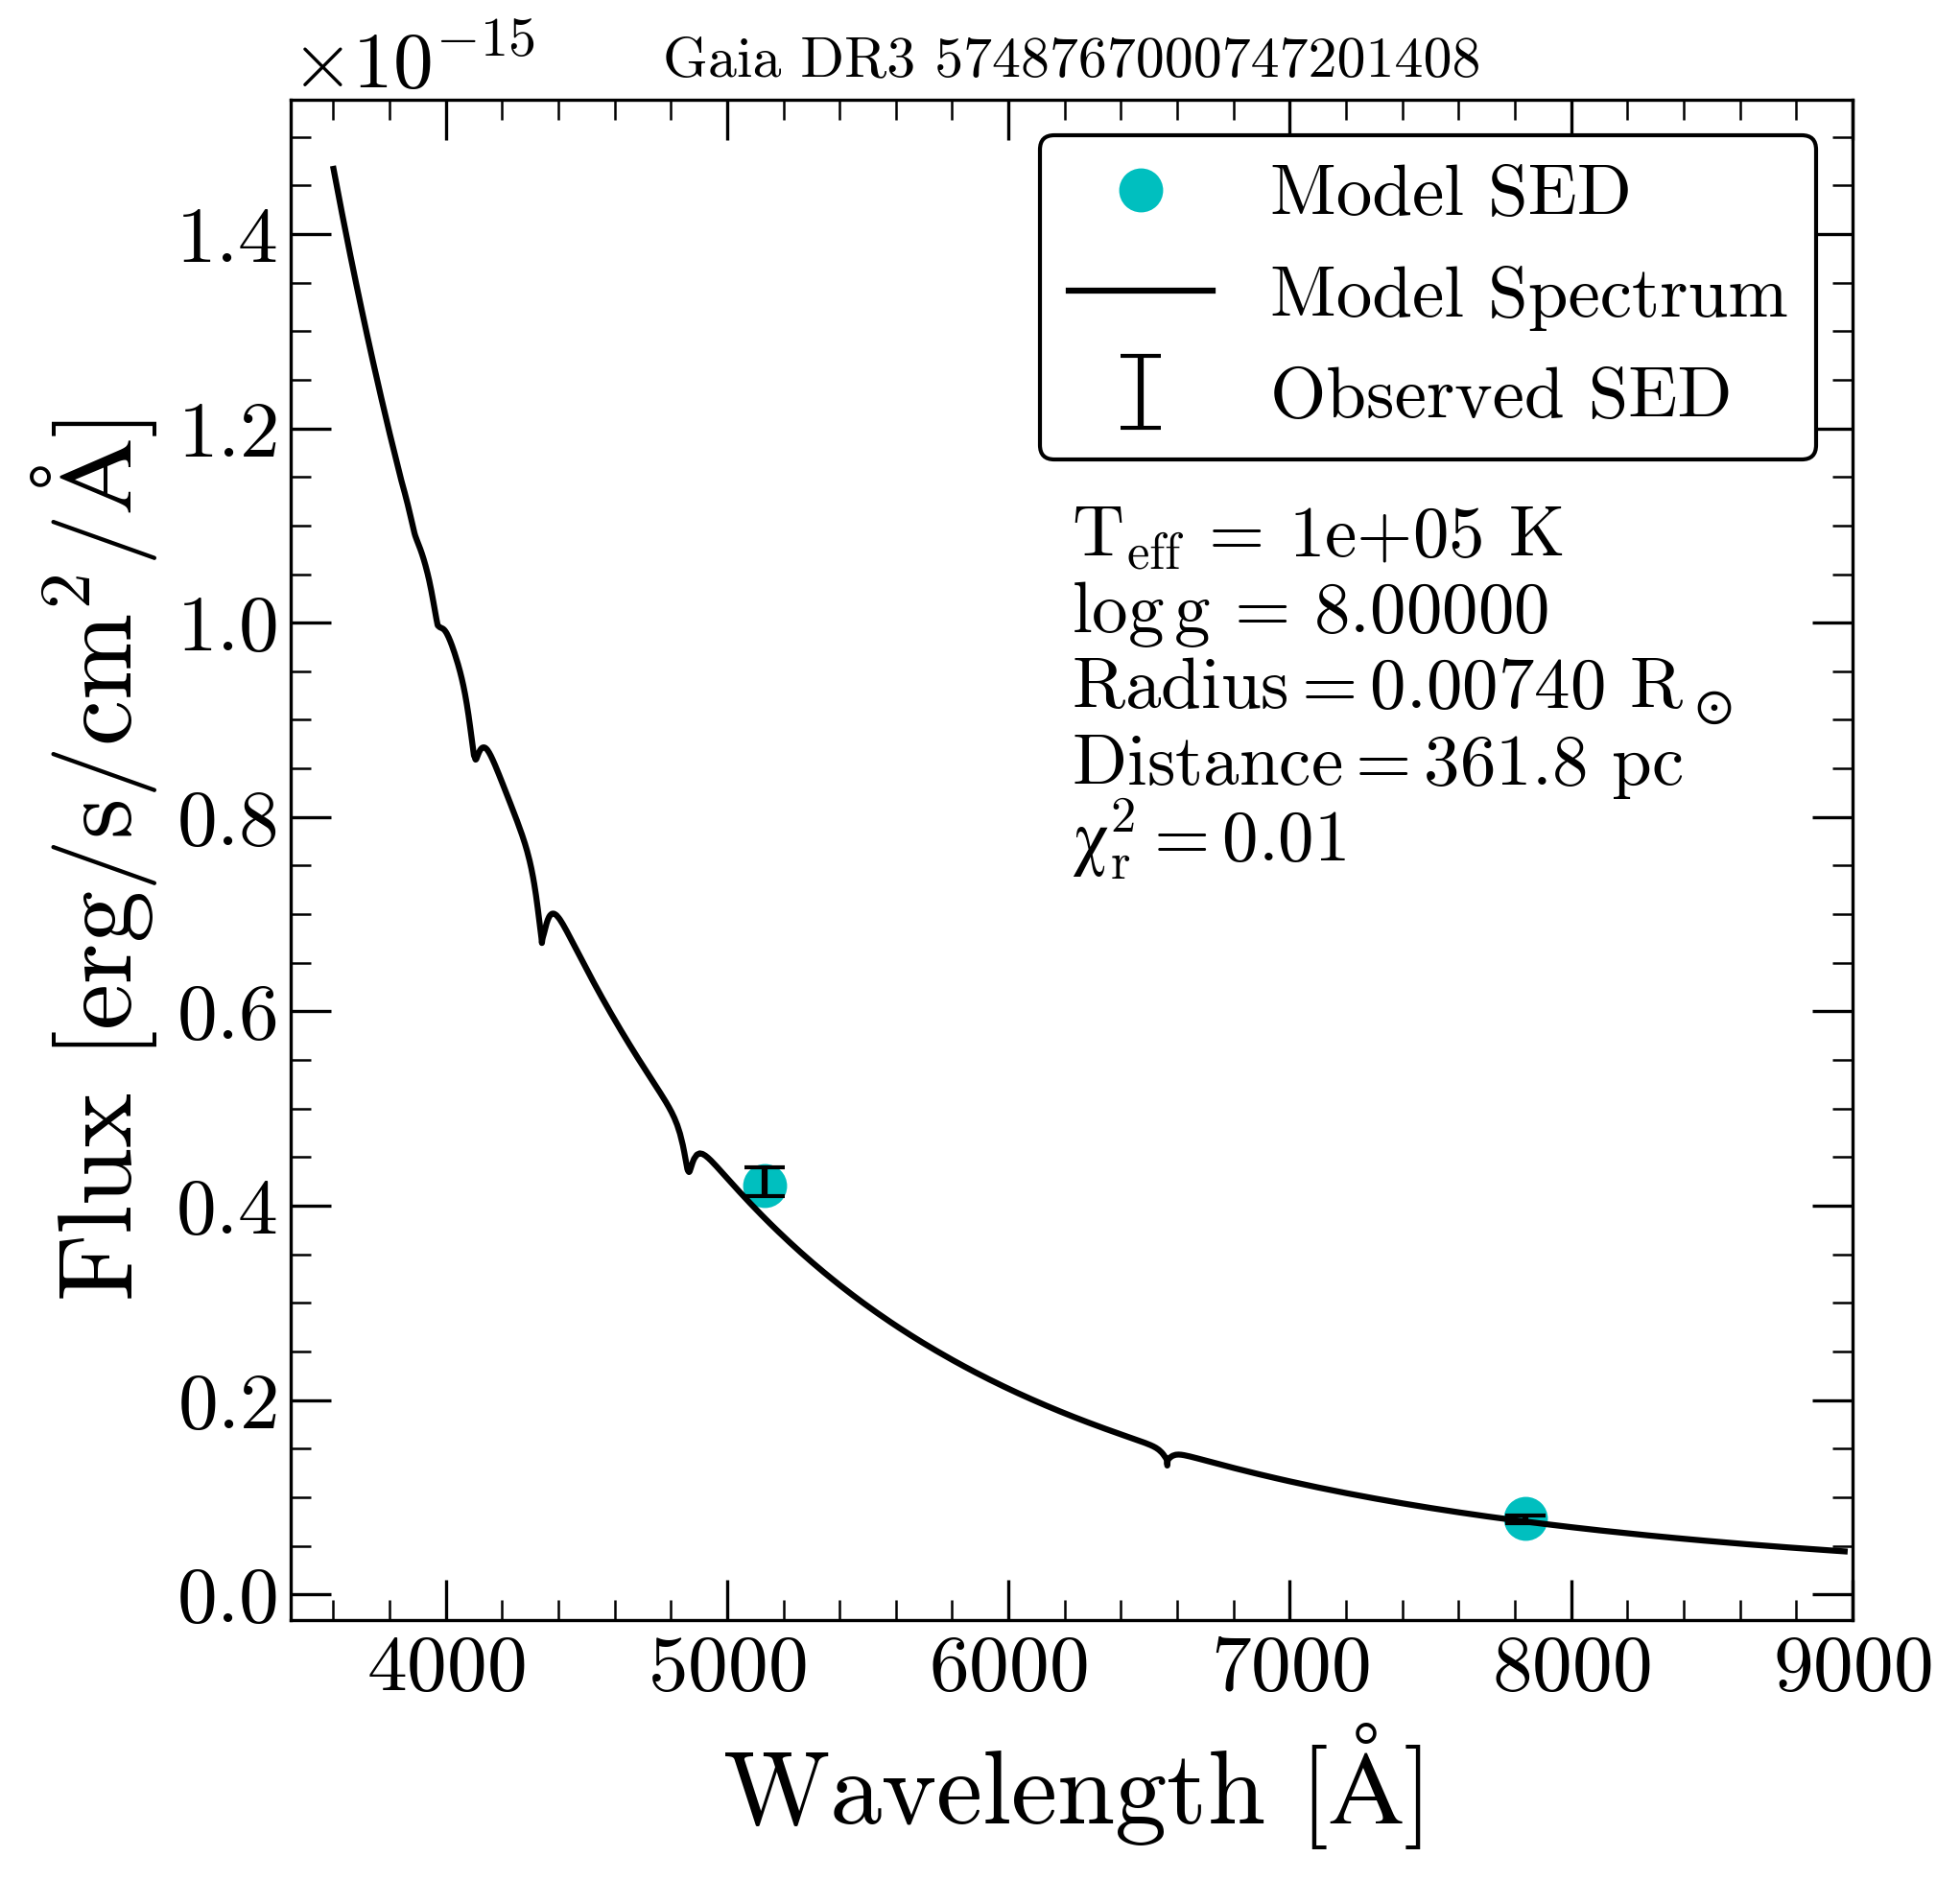 ×10⁻¹⁵
Gaia DR3 5748767000747201408
Model SED
Model Spectrum
Observed SED
T_eff = 1e+05 K
log g = 8.00000
Radius = 0.00740 R_⊙
Distance = 361.8 pc
χ²_r = 0.01
Flux [erg/s/cm²/Å]
1.4
1.2
1.0
0.8
0.6
0.4
0.2
0.0
4000 5000 6000 7000 8000 9000
Wavelength [Å]